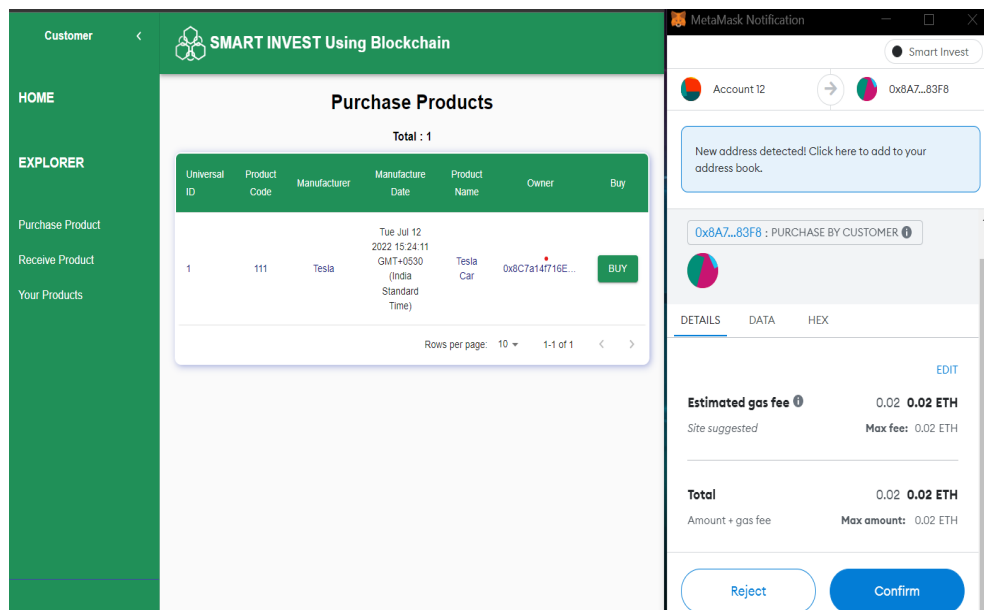 Customer
SMART INVEST Using Blockchain
HOME
EXPLORER
Purchase Product
Receive Product
Your Products
Purchase Products
Total : 1
Universal ID Product Code Manufacturer Manufacture Date Product Name Owner Buy
1 111 Tesla Tue Jul 12 2022 15:24:11 GMT+0530 (India Standard Time) Tesla Car 0x8C7a14f716E... BUY
Rows per page: 10 1-1 of 1
MetaMask Notification
Smart Invest
Account 12 0x8A7...83F8
New address detected! Click here to add to your
address book.
0x8A7...83F8 : PURCHASE BY CUSTOMER
DETAILS DATA HEX
EDIT
Estimated gas fee 0.02 0.02 ETH
Site suggested Max fee: 0.02 ETH
Total 0.02 0.02 ETH
Amount + gas fee Max amount: 0.02 ETH
Reject Confirm